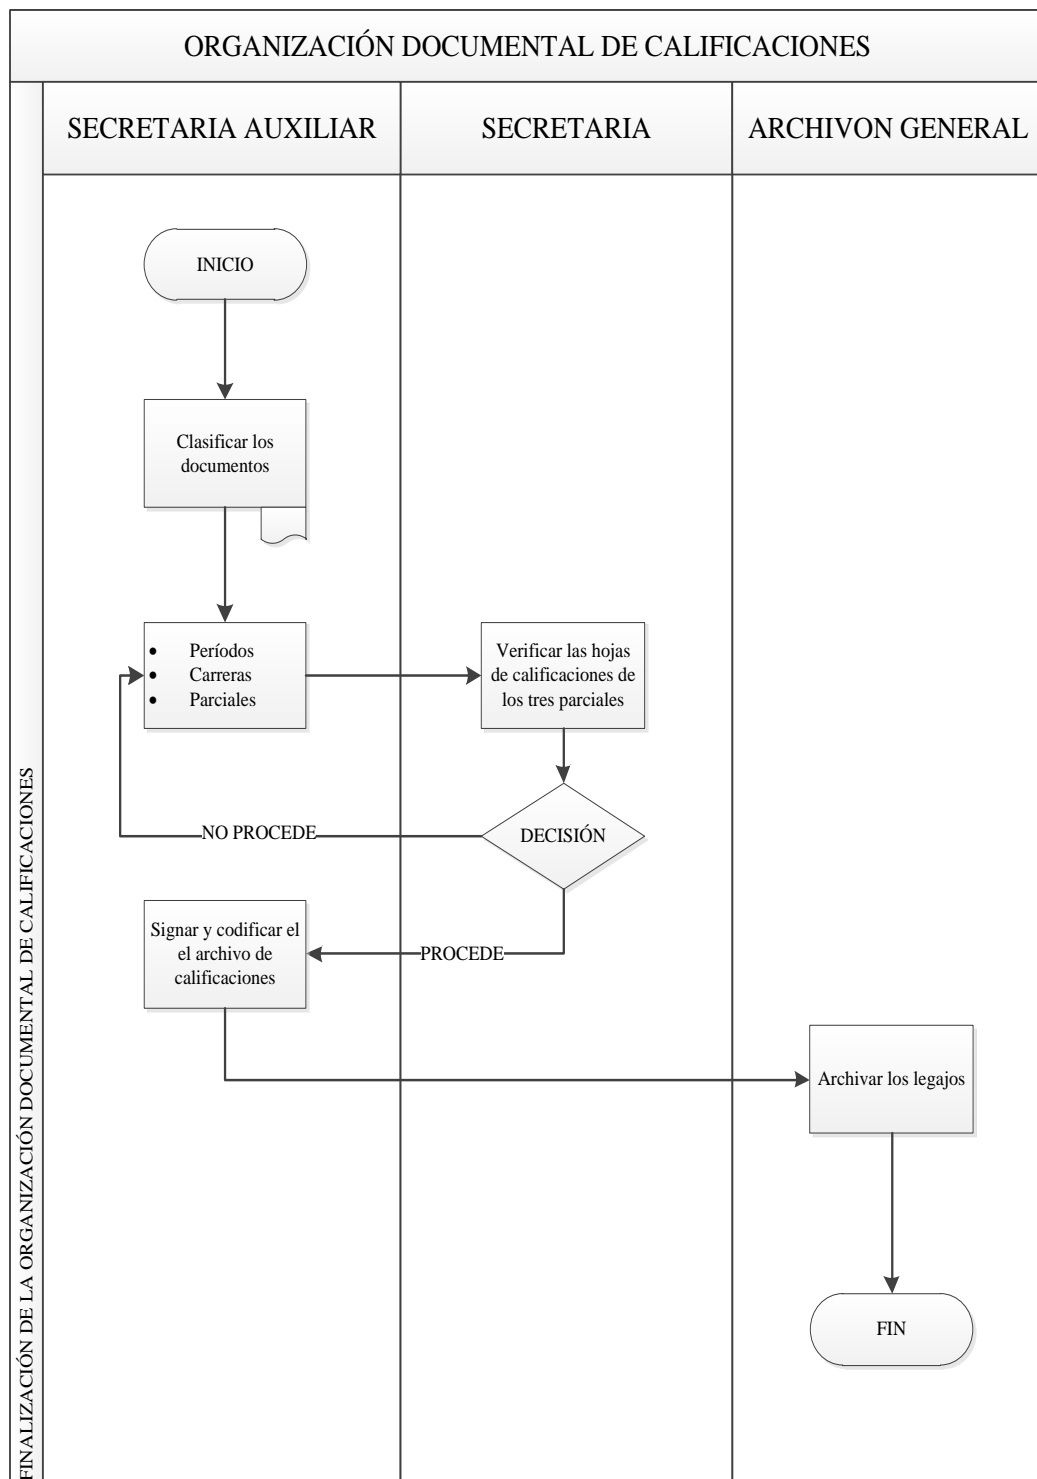 ORGANIZACIÓN DOCUMENTAL DE CALIFICACIONES
SECRETARIA AUXILIAR
SECRETARIA
ARCHIVON GENERAL
FINALIZACIÓN DE LA ORGANIZACIÓN DOCUMENTAL DE CALIFICACIONES
INICIO
Clasificar los
documentos
• Períodos
• Carreras
• Parciales
Verificar las hojas
de calificaciones de
los tres parciales
DECISIÓN
NO PROCEDE
PROCEDE
Signar y codificar el
el archivo de
calificaciones
Archivar los legajos
FIN